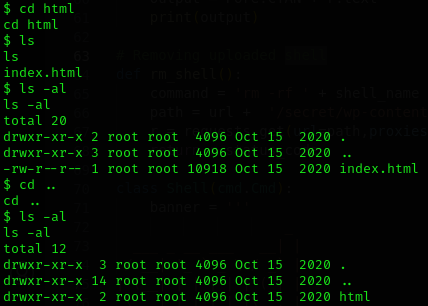 $ cd html
cd html
$ ls
ls
index.html
$ ls -al
ls -al
total 20
drwxr-xr-x 2 root root  4096 Oct 15  2020 .
drwxr-xr-x 3 root root  4096 Oct 15  2020 ..
-rw-r--r-- 1 root root 10918 Oct 15  2020 index.html
$ cd ..
cd ..
$ ls -al
ls -al
total 12
drwxr-xr-x  3 root root 4096 Oct 15  2020 .
drwxr-xr-x 14 root root 4096 Oct 15  2020 ..
drwxr-xr-x  2 root root 4096 Oct 15  2020 html